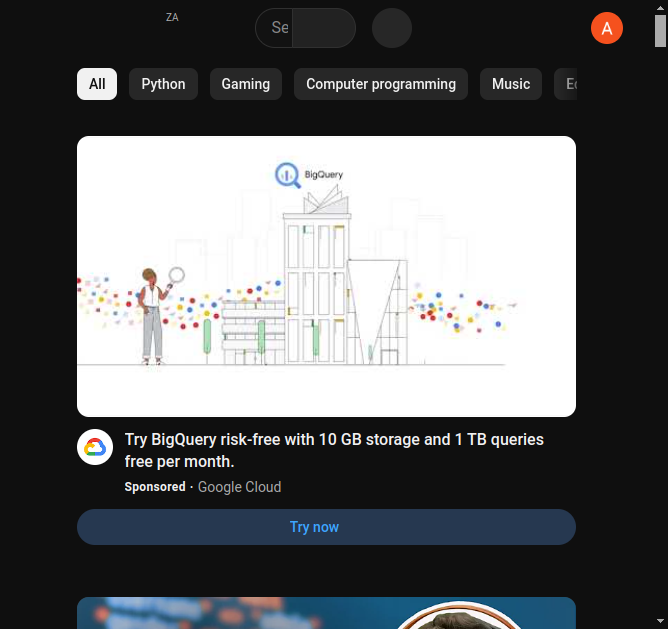 ZA
Se
A
All
Python
Gaming
Computer programming
Music
BigQuery
Try BigQuery risk-free with 10 GB storage and 1 TB queries
free per month.
Sponsored · Google Cloud
Try now